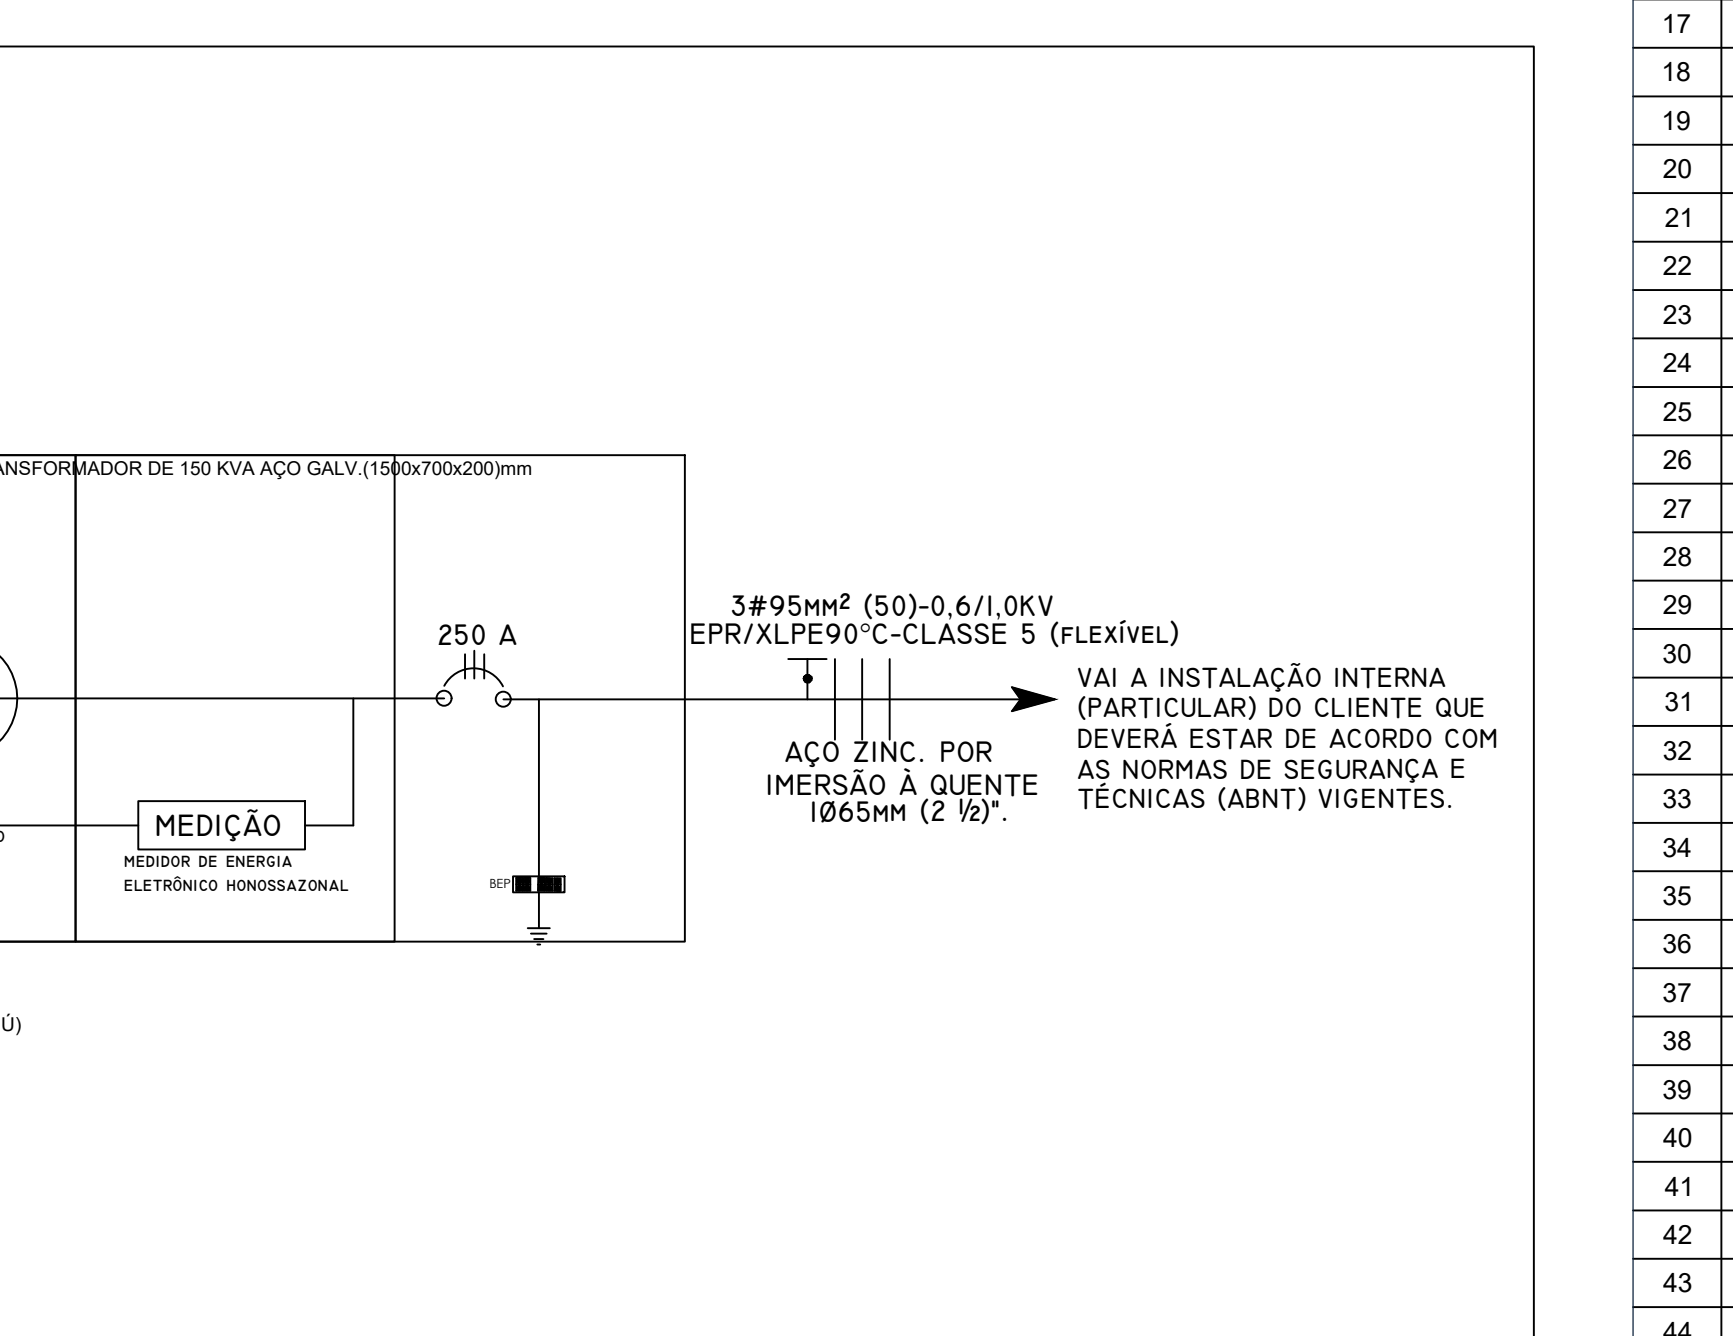 ANSFORMADOR DE 150 KVA AÇO GALV.(1500x700x200)mm
250 A
3#95MM² (50)-0,6/1,0KV
EPR/XLPE90°C-CLASSE 5 (FLEXÍVEL)
VAI A INSTALAÇÃO INTERNA
(PARTICULAR) DO CLIENTE QUE
DEVERÁ ESTAR DE ACORDO COM
AS NORMAS DE SEGURANÇA E
TÉCNICAS (ABNT) VIGENTES.
AÇO ZINC. POR
IMERSÃO À QUENTE
1Ø65MM (2 ½)".
MEDIÇÃO
MEDIDOR DE ENERGIA
ELETRÔNICO HONOSSAZONAL
BEP
Ú)
17
18
19
20
21
22
23
24
25
26
27
28
29
30
31
32
33
34
35
36
37
38
39
40
41
42
43
44